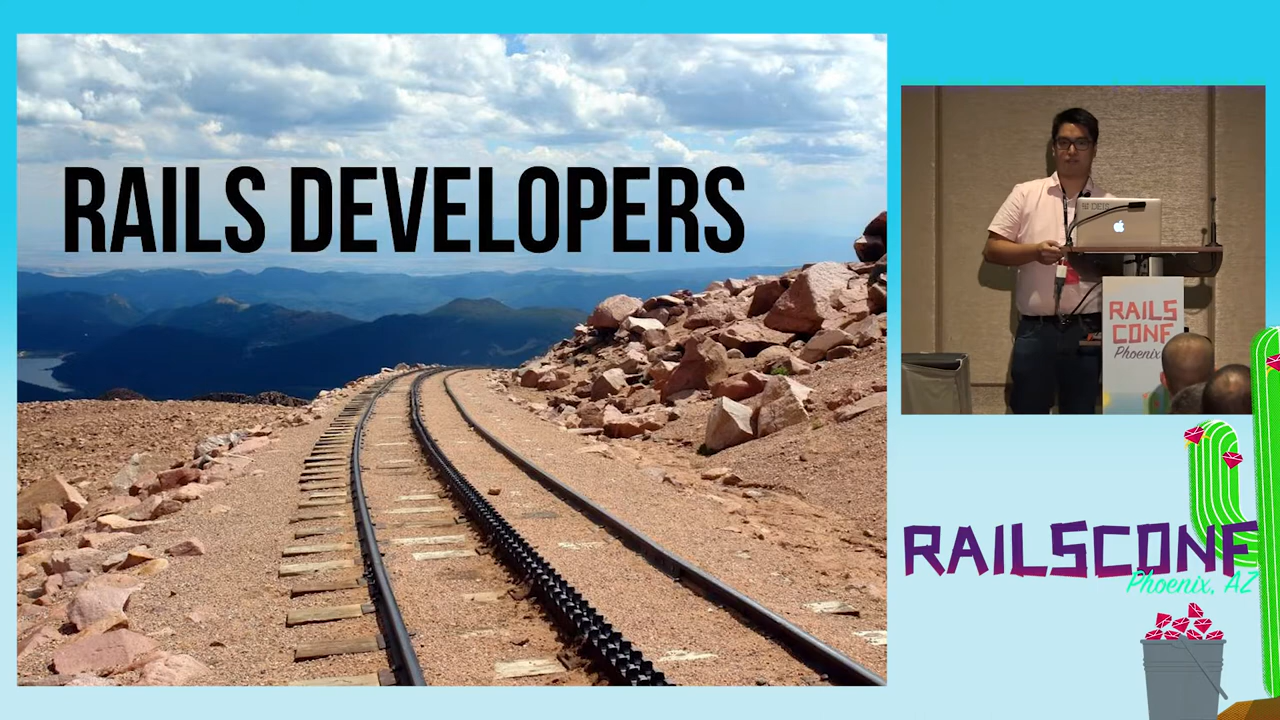 RAILS DEVELOPERS
RAILS
CONF
Phoenix
RAILSCONF
Phoenix, AZ